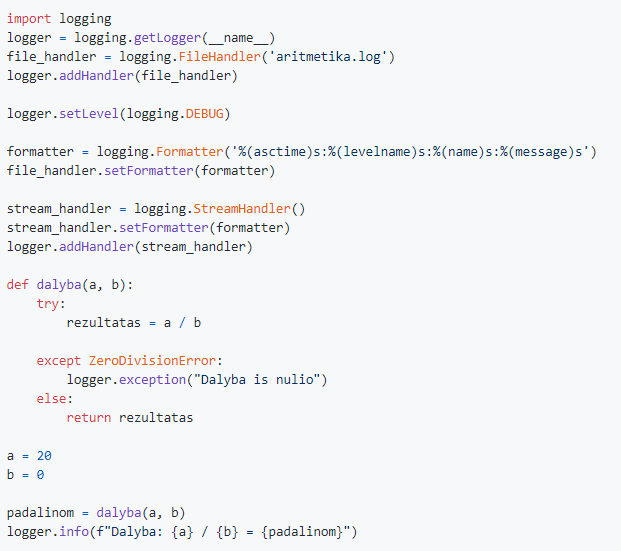 import logging
logger = logging.getLogger(__name__)
file_handler = logging.FileHandler('aritmetika.log')
logger.addHandler(file_handler)

logger.setLevel(logging.DEBUG)

formatter = logging.Formatter('%(asctime)s:%(levelname)s:%(name)s:%(message)s')
file_handler.setFormatter(formatter)

stream_handler = logging.StreamHandler()
stream_handler.setFormatter(formatter)
logger.addHandler(stream_handler)

def dalyba(a, b):
    try:
        rezultatas = a / b

    except ZeroDivisionError:
        logger.exception("Dalyba is nulio")
    else:
        return rezultatas

a = 20
b = 0

padalinom = dalyba(a, b)
logger.info(f"Dalyba: {a} / {b} = {padalinom}")